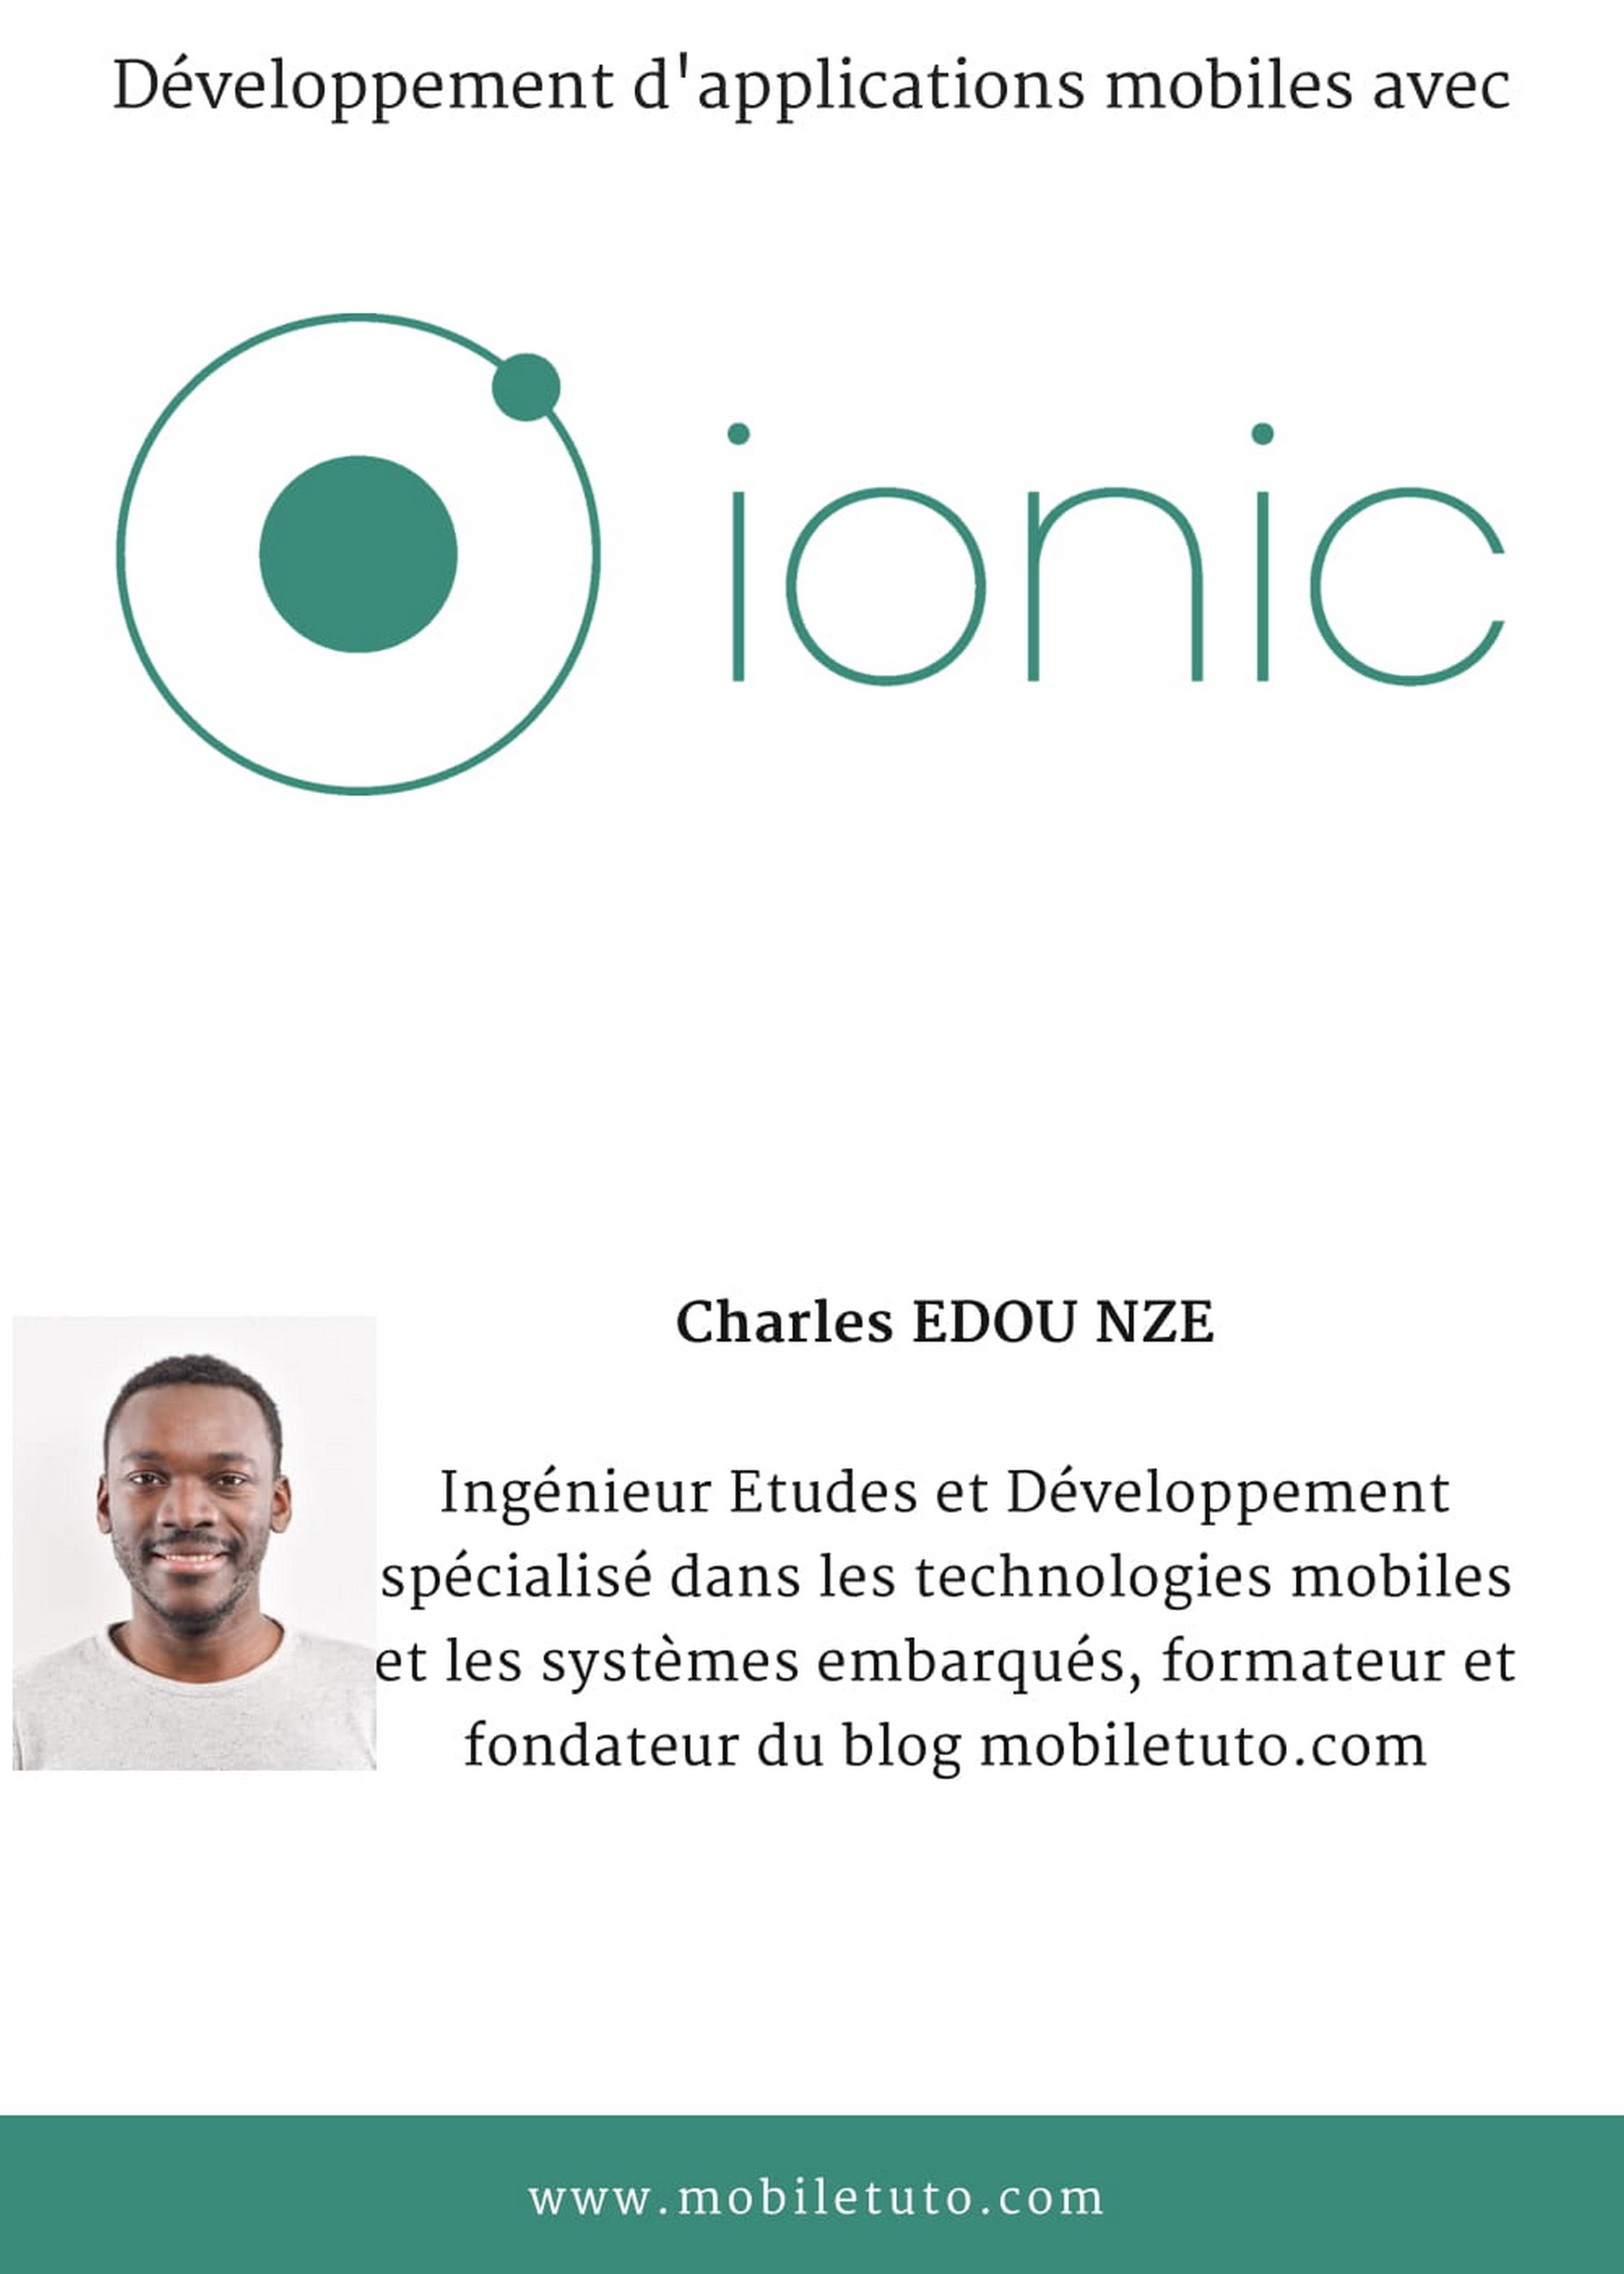 Développement d'applications mobiles avec
ionic
Charles EDOU NZE
Ingénieur Etudes et Développement
spécialisé dans les technologies mobiles
et les systèmes embarqués, formateur et
fondateur du blog mobiletuto.com
www.mobiletuto.com